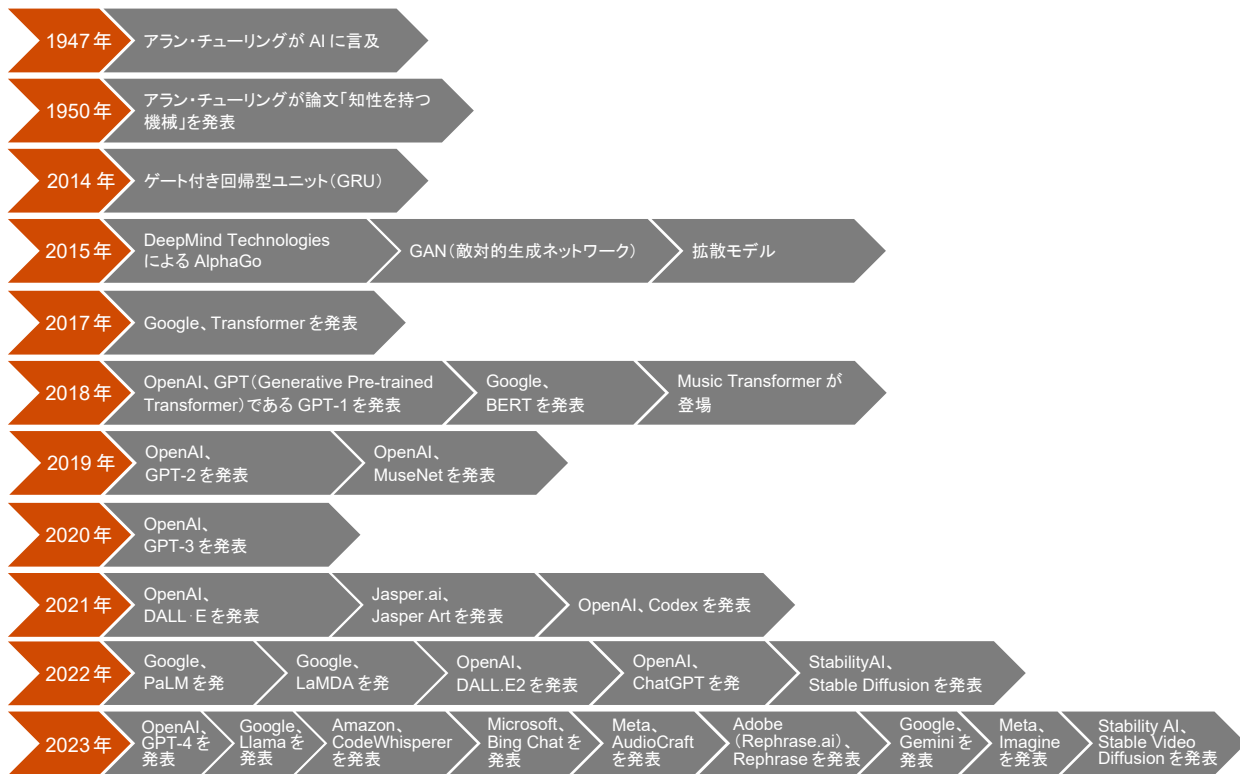 1947年
アラン・チューリングが AI に言及
1950年
アラン・チューリングが論文「知性を持つ
機械」を発表
2014 年
ゲート付き回帰型ユニット（GRU）
2015年
DeepMind Technologies
による AlphaGo
GAN（敵対的生成ネットワーク）
拡散モデル
2017年
Google、Transformer を発表
2018年
OpenAI、GPT（Generative Pre-trained
Transformer）である GPT-1 を発表
Google、
BERT を発表
Music Transformer が
登場
2019 年
OpenAI、
GPT-2 を発表
OpenAI、
MuseNet を発表
2020年
OpenAI、
GPT-3 を発表
2021年
OpenAI、
DALL·E を発表
Jasper.ai、
Jasper Art を発表
OpenAI、Codex を発表
2022年
Google、
PaLM を発
Google、
LaMDA を発
OpenAI、
DALL.E2 を発表
OpenAI、
ChatGPT を発
StabilityAI、
Stable Diffusion を発表
2023年
OpenAI、
GPT-4 を
発表
Google、
Llama を
発表
Amazon、
CodeWhisperer
を発表
Microsoft、
Bing Chat を
発表
Meta、
AudioCraft
を発表
Adobe
（Rephrase.ai）、
Rephrase を発表
Google、
Gemini を
発表
Meta、
Imagine
を発表
Stability AI、
Stable Video
Diffusion を発表